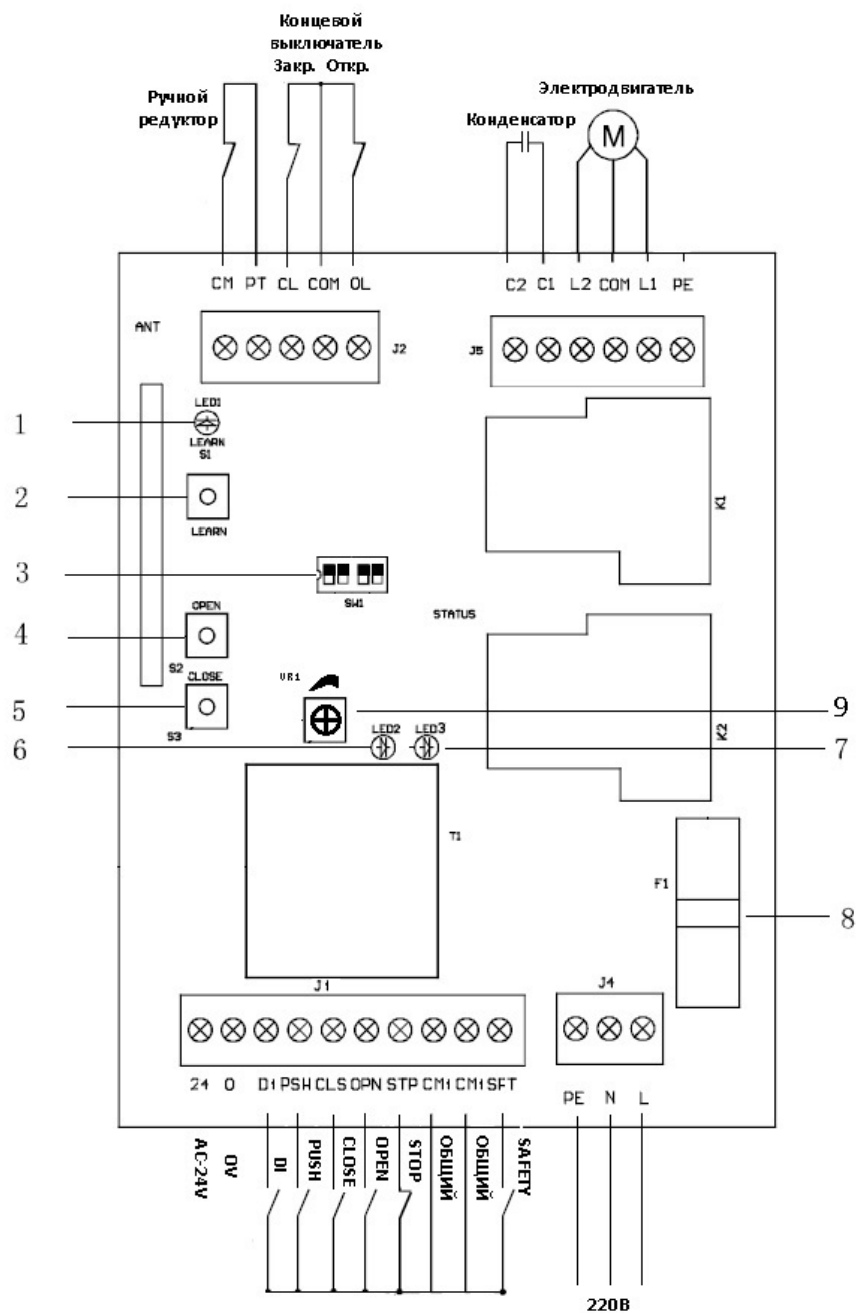 Концевой
выключатель
Закр. Откр.
Ручной
редуктор
Электродвигатель
Конденсатор
M
CM PT CL COM OL
C2 C1 L2 COM L1 PE
ANT
J2
J5
LED1
1
LEARN
S1
2
LEARN
K1
3
SW1
OPEN
STATUS
4
S2
CLOSE
VR1
5
9
S3
LED2
LED3
6
7
K2
T1
F1
8
J1
J4
24 0 D1 PSH CLS OPN STP CM1 CM1 SFT
PE N L
AC-24V
OV
DI
PUSH
CLOSE
OPEN
STOP
ОБЩИЙ
ОБЩИЙ
SAFETY
220В